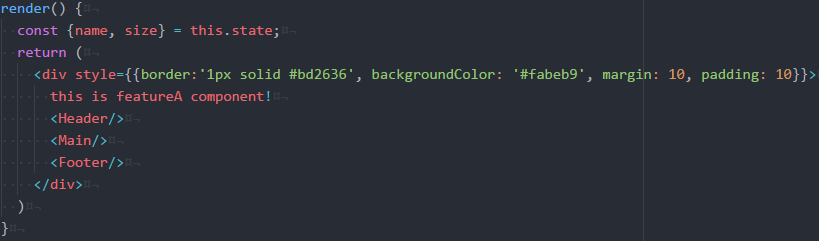 render() {
const {name, size} = this.state;
return (
<div style={{border:'1px solid #bd2636', backgroundColor: '#fabeb9', margin: 10, padding: 10}}>
this is featureA component!
<Header/>
<Main/>
<Footer/>
</div>
)
}